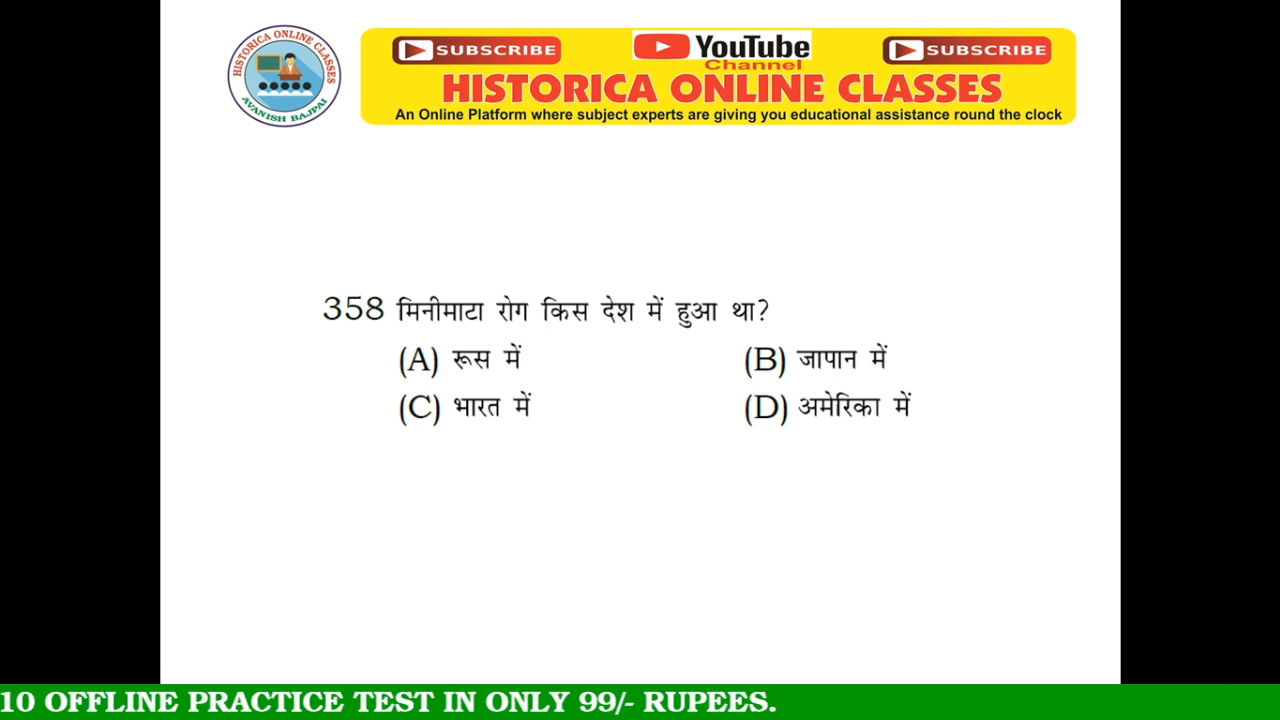 HISTORICA ONLINE CLASSES
AVANISH BAJPAI
SUBSCRIBE
YouTube
Channel
SUBSCRIBE
HISTORICA ONLINE CLASSES
An Online Platform where subject experts are giving you educational assistance round the clock
358 मिनीमाटा रोग किस देश में हुआ था?
(A) रूस में (B) जापान में
(C) भारत में (D) अमेरिका में
10 OFFLINE PRACTICE TEST IN ONLY 99/- RUPEES.